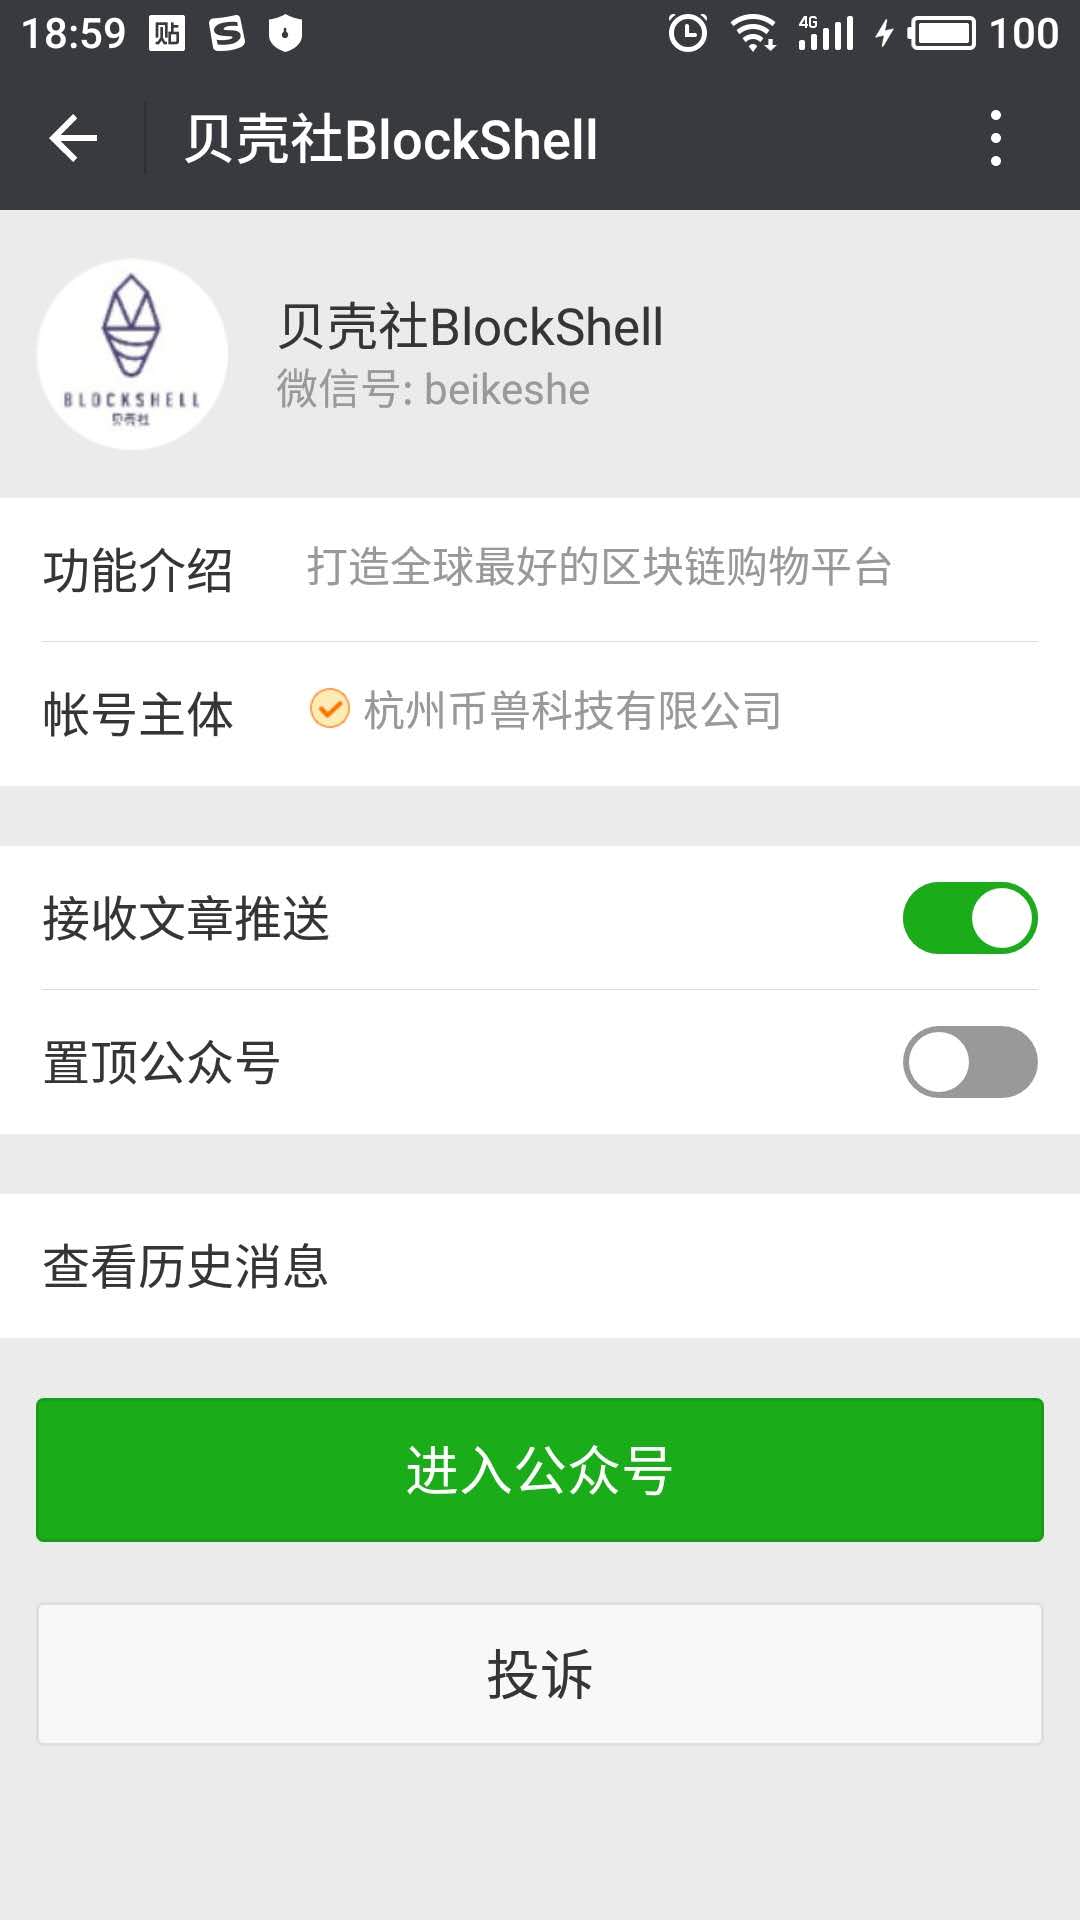 18:59 贴 S 4G 100
贝壳社BlockShell
BLOCKSHELL
贝壳社
贝壳社BlockShell
微信号: beikeshe
功能介绍 打造全球最好的区块链购物平台
帐号主体 杭州币兽科技有限公司
接收文章推送
置顶公众号
查看历史消息
进入公众号
投诉